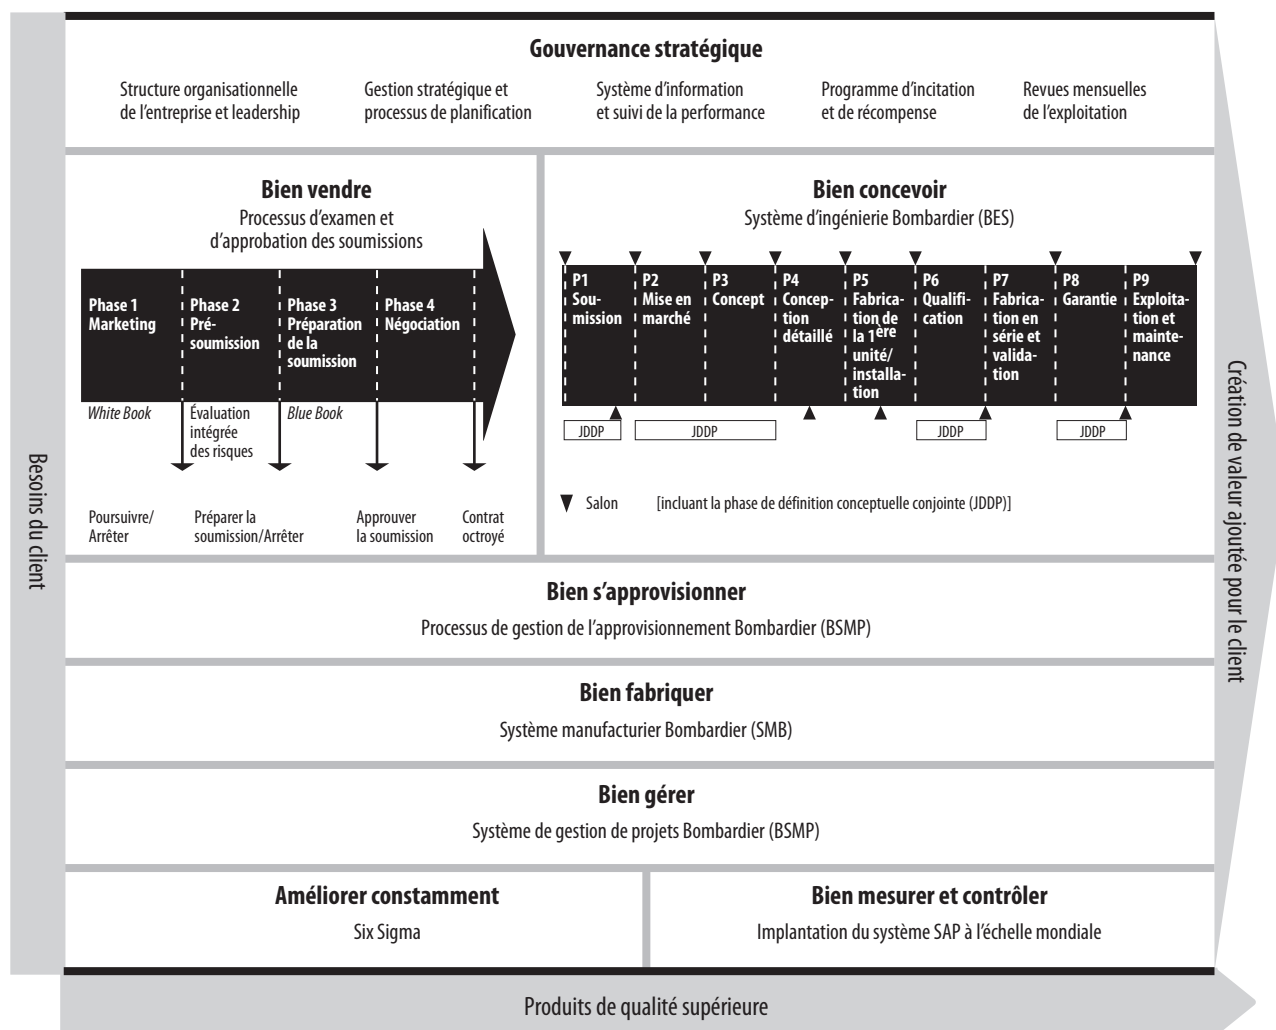 Gouvernance stratégique
Structure organisationnelle
de l'entreprise et leadership
Gestion stratégique et
processus de planification
Système d'information
et suivi de la performance
Programme d'incitation
et de récompense
Revues mensuelles
de l'exploitation
Bien vendre
Processus d'examen et
d'approbation des soumissions
Phase 1
Marketing
Phase 2
Pré-
soumission
Phase 3
Préparation
de la
soumission
Phase 4
Négociation
White Book
Évaluation
intégrée
des risques
Blue Book
Poursuivre/
Arrêter
Préparer la
soumission/Arrêter
Approuver
la soumission
Contrat
octroyé
Bien concevoir
Système d'ingénierie Bombardier (BES)
P1
Sou-
mission
P2
Mise en
marché
P3
Concept
P4
Concep-
tion
détaillé
P5
Fabrica-
tion de
la 1ère
unité/
installa-
tion
P6
Qualifi-
cation
P7
Fabrica-
tion en
série et
valida-
tion
P8
Garantie
P9
Exploita-
tion et
mainte-
nance
JDDP
JDDP
JDDP
JDDP
Salon [incluant la phase de définition conceptuelle conjointe (JDDP)]
Bien s'approvisionner
Processus de gestion de l'approvisionnement Bombardier (BSMP)
Bien fabriquer
Système manufacturier Bombardier (SMB)
Bien gérer
Système de gestion de projets Bombardier (BSMP)
Améliorer constamment
Six Sigma
Bien mesurer et contrôler
Implantation du système SAP à l'échelle mondiale
Besoins du client
Création de valeur ajoutée pour le client
Produits de qualité supérieure